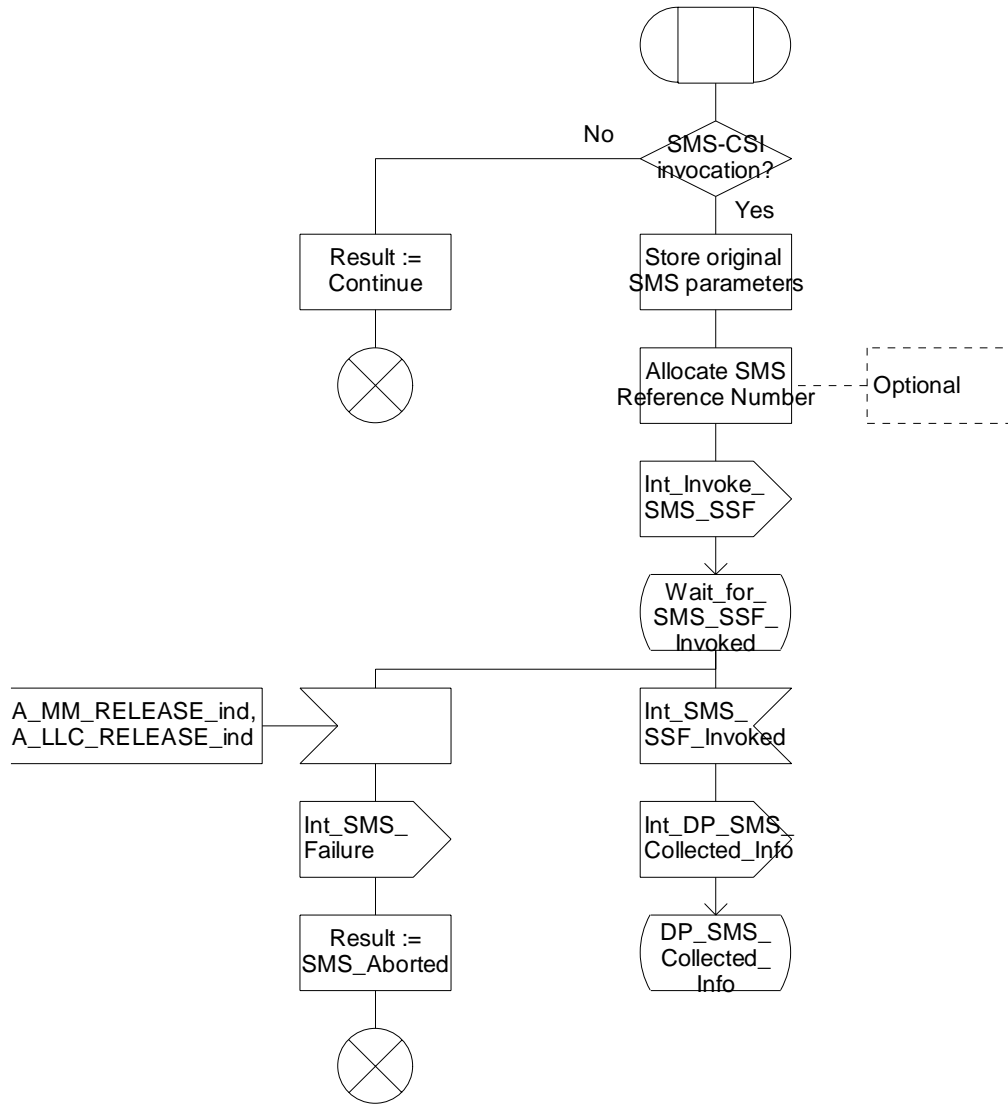 SMS-CSI
invocation?
No
Yes
Result :=
Continue
Store original
SMS parameters
Allocate SMS
Reference Number
Optional
Int_Invoke_
SMS_SSF
Wait_for_
SMS_SSF_
Invoked
A_MM_RELEASE_ind,
A_LLC_RELEASE_ind
Int_SMS_
SSF_Invoked
Int_SMS_
Failure
Int_DP_SMS_
Collected_Info
Result :=
SMS_Aborted
DP_SMS_
Collected_
Info